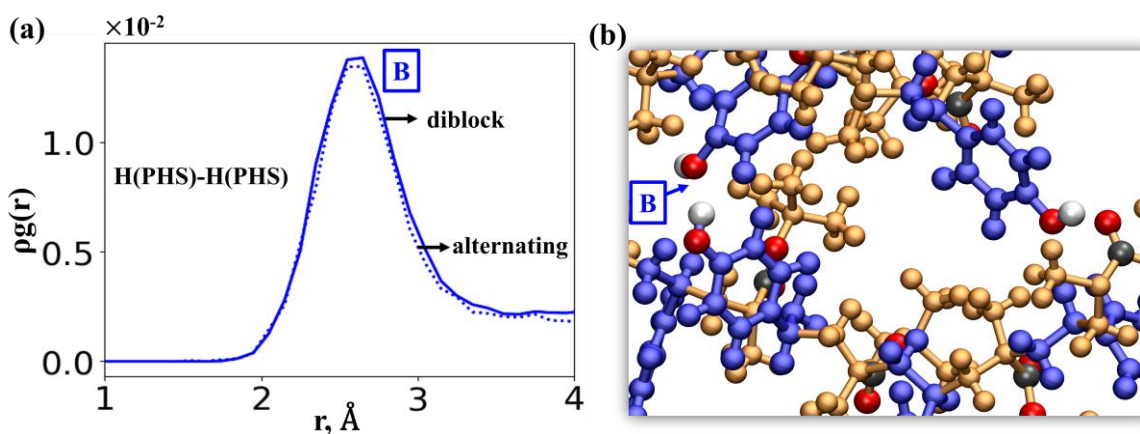 (a)
×10⁻²
(b)
B
diblock
1.0
H(PHS)-H(PHS)
ρg(r)
B
0.5
alternating
0.0
1
2
3
4
r, Å